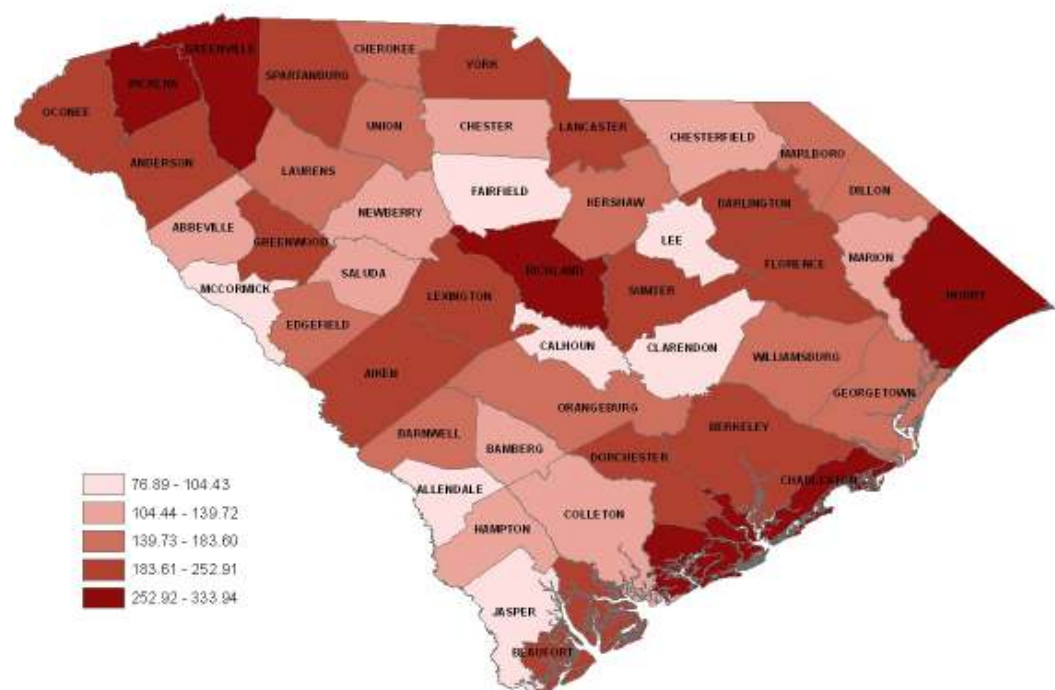 GREENVILLE
CHEROKEE
YORK
PICKENS
SPARTANBURG
OCONEE
UNION
CHESTER
LANCASTER
CHESTERFIELD
MARLBORO
ANDERSON
LAURENS
DILLON
FAIRFIELD
KERSHAW
DARLINGTON
NEWBERRY
ABBEVILLE
GREENWOOD
LEE
MARION
SALUDA
RICHLAND
FLORENCE
MCCORMICK
LEXINGTON
SUMTER
HORRY
EDGEFIELD
CALHOUN
CLARENDON
WILLIAMSBURG
AIKEN
GEORGETOWN
ORANGEBURG
BERKELEY
BARNWELL
BAMBERG
DORCHESTER
CHARLESTON
ALLENDALE
COLLETON
HAMPTON
JASPER
BEAUFORT
76.89 - 104.43
104.44 - 139.72
139.73 - 183.60
183.61 - 252.91
252.92 - 333.94